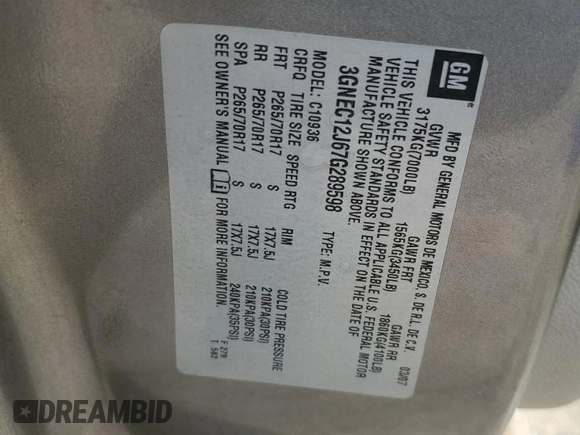 GM
MFD BY GENERAL MOTORS DE MEXICO, S. DE R.L. DE C.V.
03/07
GVWR GAWR FRT GAWR RR
3175KG(7000LB) 1565KG(3450LB) 1860KG(4100LB)
THIS VEHICLE CONFORMS TO ALL APPLICABLE U.S. FEDERAL MOTOR
VEHICLE SAFETY STANDARDS IN EFFECT ON THE DATE OF
MANUFACTURE SHOWN ABOVE.
3GNEC12J67G289598 TYPE: M.P.V.
MODEL: C10936
CRFQ TIRE SIZE SPEED RTG RIM COLD TIRE PRESSURE
FRT P265/70R17 S 17X7.5J 210KPA(30PSI)
RR P265/70R17 S 17X7.5J 210KPA(30PSI)
SPA P265/70R17 S 17X7.5J 240KPA(35PSI)
SEE OWNER'S MANUAL FOR MORE INFORMATION.
F 279
T 582
DREAMBID